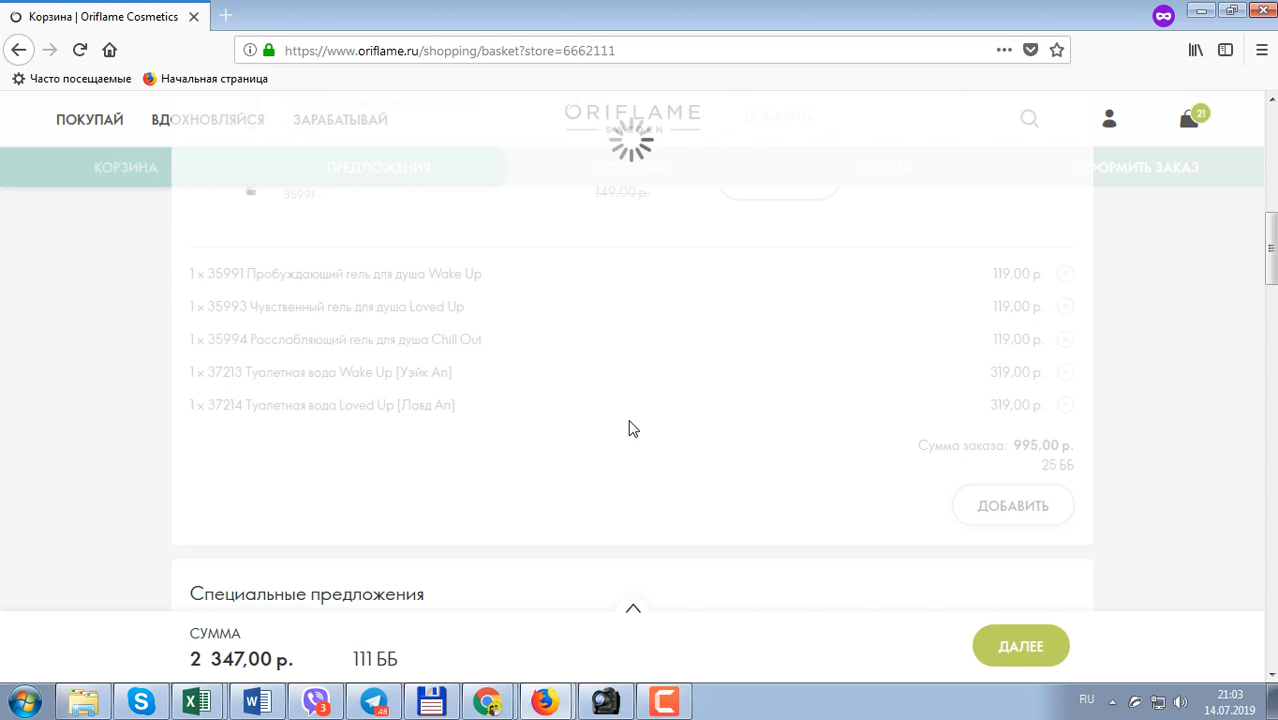 Корзина | Oriflame Cosmetics
https://www.oriflame.ru/shopping/basket?store=6662111
Часто посещаемые
Начальная страница
ПОКУПАЙ ВДОХНОВЛЯЙСЯ ЗАРАБАТЫВАЙ
ORIFLAME
SWEDEN
21
ДОБАВИТЬ
КОРЗИНА ПРЕДЛОЖЕНИЯ ОПЛАТА ОФОРМИТЬ ЗАКАЗ
35991 -
149,00 р.
1 × 35991 Пробуждающий гель для душа Wake Up 119,00 р.
1 × 35993 Чувственный гель для душа Loved Up 119,00 р.
1 × 35994 Расслабляющий гель для душа Chill Out 119,00 р.
1 × 37213 Туалетная вода Wake Up [Уэйк Ап] 319,00 р.
1 × 37214 Туалетная вода Loved Up [Лавд Ап] 319,00 р.
Сумма заказа: 995,00 р.
25 ББ
ДОБАВИТЬ
Специальные предложения
СУММА
2 347,00 р. 111 ББ
ДАЛЕЕ
3
48
RU
21:03
14.07.2019